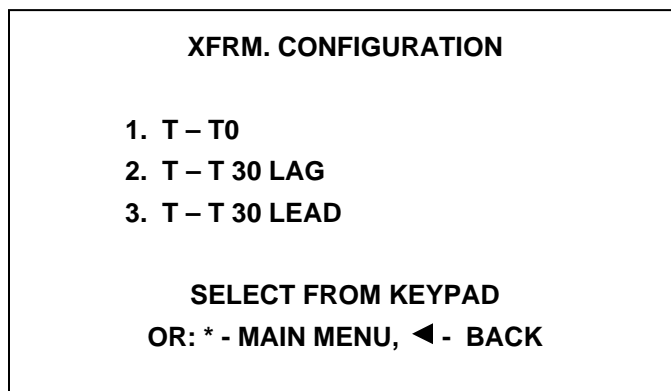 XFRM. CONFIGURATION
1. T – T0
2. T – T 30 LAG
3. T – T 30 LEAD
SELECT FROM KEYPAD
OR: * - MAIN MENU, ◄ - BACK